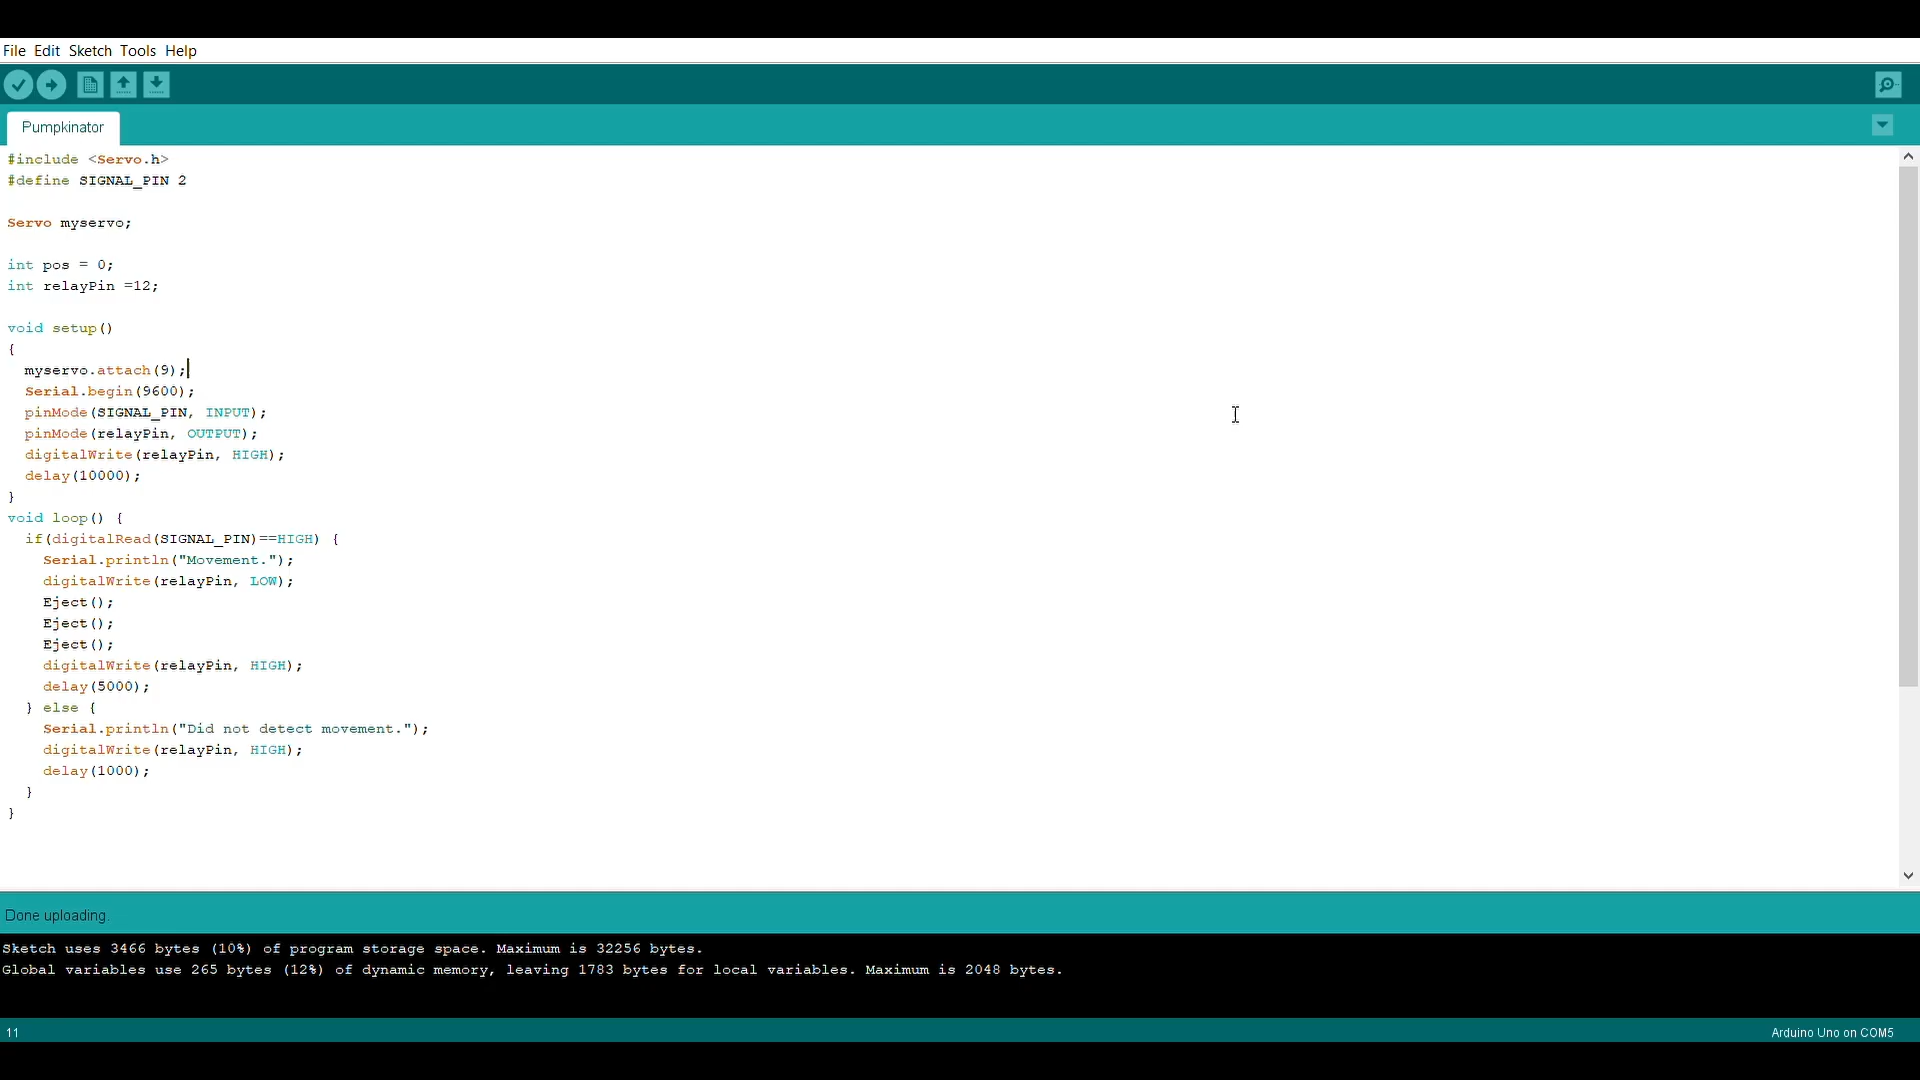 File Edit Sketch Tools Help
Pumpkinator
#include <Servo.h>
#define SIGNAL_PIN 2
Servo myservo;
int pos = 0;
int relayPin =12;
void setup()
{
  myservo.attach(9);
  Serial.begin(9600);
  pinMode(SIGNAL_PIN, INPUT);
  pinMode(relayPin, OUTPUT);
  digitalWrite(relayPin, HIGH);
  delay(10000);
}
void loop() {
  if(digitalRead(SIGNAL_PIN)==HIGH) {
    Serial.println("Movement.");
    digitalWrite(relayPin, LOW);
    Eject();
    Eject();
    Eject();
    digitalWrite(relayPin, HIGH);
    delay(5000);
  } else {
    Serial.println("Did not detect movement.");
    digitalWrite(relayPin, HIGH);
    delay(1000);
  }
}
Done uploading.
Sketch uses 3466 bytes (10%) of program storage space. Maximum is 32256 bytes.
Global variables use 265 bytes (12%) of dynamic memory, leaving 1783 bytes for local variables. Maximum is 2048 bytes.
11
Arduino Uno on COM5